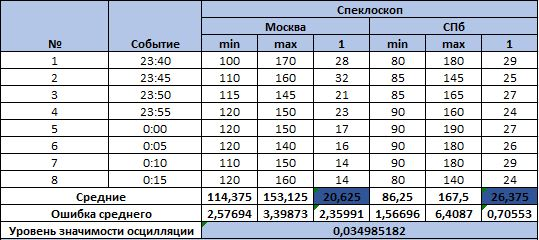 Спеклоскоп
№ Событие Москва СПб
min max 1 min max 1
1 23:40 100 170 28 80 180 29
2 23:45 110 160 32 85 145 25
3 23:50 115 145 21 85 165 27
4 23:55 120 150 23 90 160 24
5 0:00 120 150 17 90 190 27
6 0:05 120 140 16 90 180 26
7 0:10 110 150 14 90 180 29
8 0:15 120 160 14 80 140 24
Средние 114,375 153,125 20,625 86,25 167,5 26,375
Ошибка среднего 2,57694 3,39873 2,35991 1,56696 6,4087 0,70553
Уровень значимости осцилляции 0,034985182